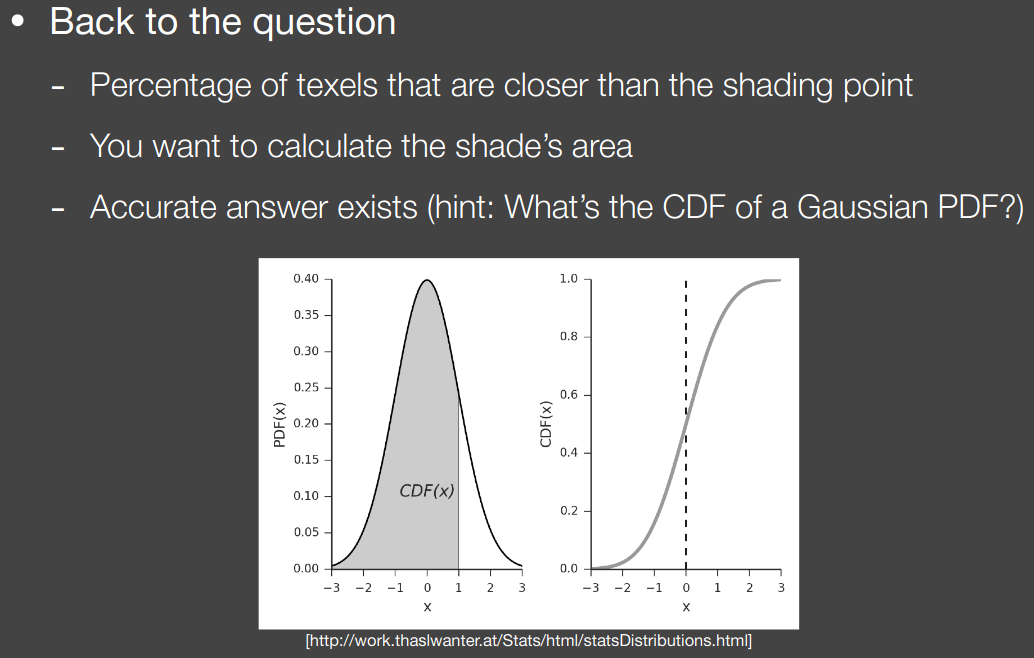 • Back to the question
– Percentage of texels that are closer than the shading point
– You want to calculate the shade’s area
– Accurate answer exists (hint: What’s the CDF of a Gaussian PDF?)
0.40
0.35
0.30
0.25
0.20
0.15
0.10
0.05
0.00
PDF(x)
CDF(x)
−3 −2 −1 0 1 2 3
x
1.0
0.8
0.6
0.4
0.2
0.0
CDF(x)
−3 −2 −1 0 1 2 3
x
[http://work.thaslwanter.at/Stats/html/statsDistributions.html]